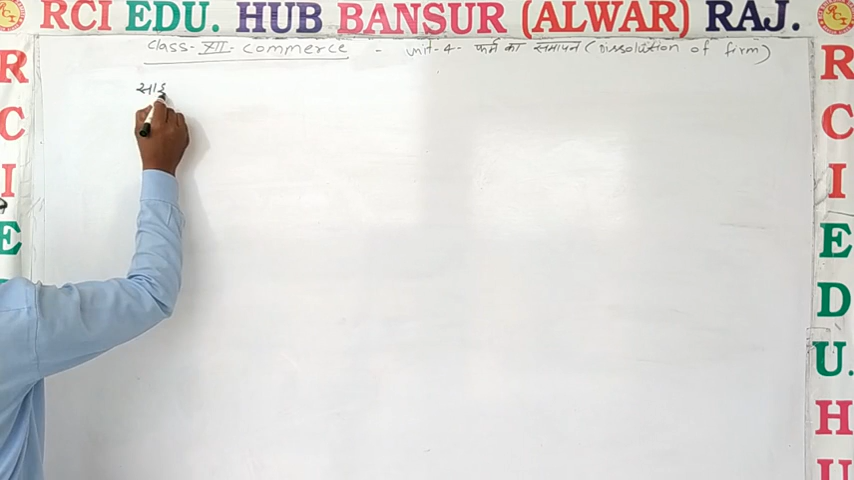 RCI EDU. HUB BANSUR (ALWAR) RAJ.
Class-XII-Commerce - Unit-4- फर्म का समापन (Dissolution of firm)
साइ
R
C
I
E
R
C
I
E
D
U.
H
U